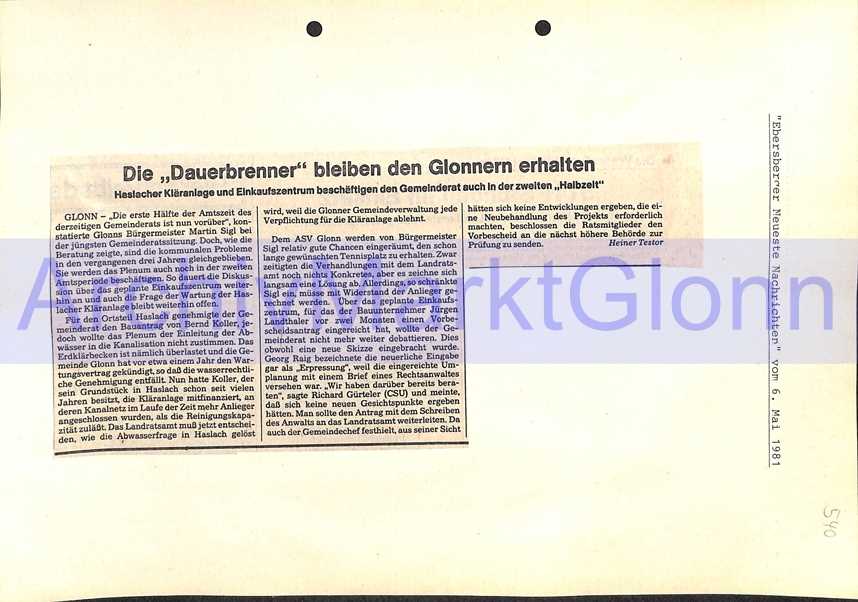 Die „Dauerbrenner“ bleiben den Glonnern erhalten
Haslacher Kläranlage und Einkaufszentrum beschäftigen den Gemeinderat auch in der zweiten „Halbzeit“
GLONN – „Die erste Hälfte der Amtszeit des
derzeitigen Gemeinderats ist nun vorüber“, kon-
statierte Glonns Bürgermeister Martin Sigl bei
der jüngsten Gemeinderatssitzung. Doch, wie die
Beratung zeigte, sind die kommunalen Probleme
in den vergangenen drei Jahren gleichgeblieben.
Sie werden das Plenum auch noch in der zweiten
Amtsperiode beschäftigen. So dauert die Diskus-
sion über das geplante Einkaufszentrum weiter-
hin an und auch die Frage der Wartung der Has-
lacher Kläranlage bleibt weiterhin offen.
Für den Ortsteil Haslach genehmigte der Ge-
meinderat den Bauantrag von Bernd Koller, je-
doch wollte das Plenum der Einleitung der Ab-
wässer in die Kanalisation nicht zustimmen. Das
Erdklärbecken ist nämlich überlastet und die Ge-
meinde Glonn hat vor etwa einem Jahr den War-
tungsvertrag gekündigt, so daß die wasserrechtli-
che Genehmigung entfällt. Nun hatte Koller, der
sein Grundstück in Haslach schon seit vielen
Jahren besitzt, die Kläranlage mitfinanziert, an
deren Kanalnetz im Laufe der Zeit mehr Anlieger
angeschlossen wurden, als die Reinigungskapa-
zität zuläßt. Das Landratsamt muß jetzt entschei-
den, wie die Abwasserfrage in Haslach gelöst
wird, weil die Glonner Gemeindeverwaltung jede
Verpflichtung für die Kläranlage ablehnt.
Dem ASV Glonn werden von Bürgermeister
Sigl relativ gute Chancen eingeräumt, den schon
lange gewünschten Tennisplatz zu erhalten. Zwar
zeitigten die Verhandlungen mit dem Landrats-
amt noch nichts Konkretes, aber es zeichne sich
langsam eine Lösung ab. Allerdings, so schränkte
Sigl ein, müsse mit Widerstand der Anlieger ge-
rechnet werden. Über das geplante Einkaufs-
zentrum, für das der Bauunternehmer Jürgen
Landthaler vor zwei Monaten einen Vorbe-
scheidsantrag eingereicht hat, wollte der Ge-
meinderat nicht mehr weiter debattieren. Dies
obwohl eine neue Skizze eingebracht wurde.
Georg Raig bezeichnete die neuerliche Eingabe
gar als „Erpressung“, weil die eingereichte Um-
planung mit einem Brief eines Rechtsanwaltes
versehen war. „Wir haben darüber bereits bera-
ten“, sagte Richard Gürteler (CSU) und meinte,
daß sich keine neuen Gesichtspunkte ergeben
hätten. Man sollte den Antrag mit dem Schreiben
des Anwalts an das Landratsamt weiterleiten. Da
auch der Gemeindechef festhielt, aus seiner Sicht
hätten sich keine Entwicklungen ergeben, die ei-
ne Neubehandlung des Projekts erforderlich
machten, beschlossen die Ratsmitglieder den
Vorbescheid an die nächst höhere Behörde zur
Prüfung zu senden. Heiner Testor
"Ebersberger Neueste Nachrichten" vom 6. Mai 1981
540